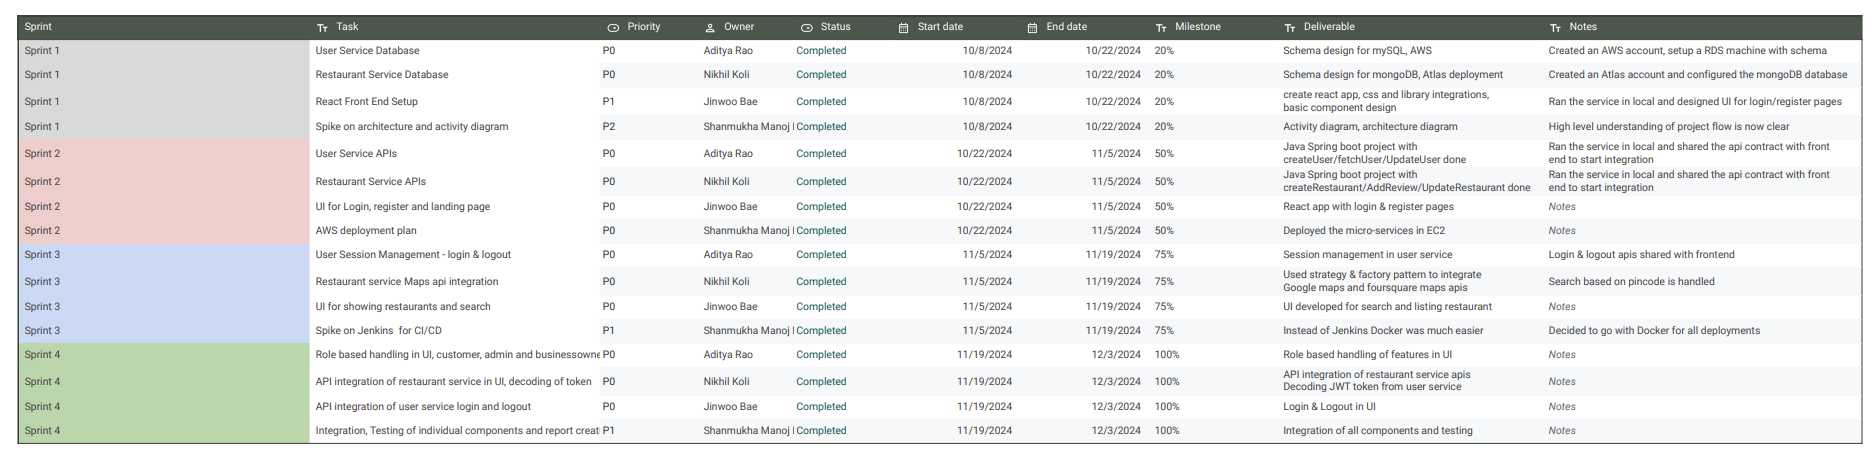 Sprint Task Priority Owner Status Start date End date Milestone Deliverable Notes
Sprint 1 User Service Database P0 Aditya Rao Completed 10/8/2024 10/22/2024 20% Schema design for mySQL, AWS Created an AWS account, setup a RDS machine with schema
Sprint 1 Restaurant Service Database P0 Nikhil Koli Completed 10/8/2024 10/22/2024 20% Schema design for mongoDB, Atlas deployment Created an Atlas account and configured the mongoDB database
Sprint 1 React Front End Setup P1 Jinwoo Bae Completed 10/8/2024 10/22/2024 20% create react app, css and library integrations,
basic component design Ran the service in local and designed UI for login/register pages
Sprint 1 Spike on architecture and activity diagram P2 Shanmukha Manoj Completed 10/8/2024 10/22/2024 20% Activity diagram, architecture diagram High level understanding of project flow is now clear
Sprint 2 User Service APIs P0 Aditya Rao Completed 10/22/2024 11/5/2024 50% Java Spring boot project with
createUser/fetchUser/UpdateUser done Ran the service in local and shared the api contract with front
end to start integration
Sprint 2 Restaurant Service APIs P0 Nikhil Koli Completed 10/22/2024 11/5/2024 50% Java Spring boot project with
createRestaurant/AddReview/UpdateRestaurant done Ran the service in local and shared the api contract with front
end to start integration
Sprint 2 UI for Login, register and landing page P0 Jinwoo Bae Completed 10/22/2024 11/5/2024 50% React app with login & register pages Notes
Sprint 2 AWS deployment plan P0 Shanmukha Manoj Completed 10/22/2024 11/5/2024 50% Deployed the micro-services in EC2 Notes
Sprint 3 User Session Management - login & logout P0 Aditya Rao Completed 11/5/2024 11/19/2024 75% Session management in user service Login & logout apis shared with frontend
Sprint 3 Restaurant service Maps api integration P0 Nikhil Koli Completed 11/5/2024 11/19/2024 75% Used strategy & factory pattern to integrate
Google maps and foursquare maps apis Search based on pincode is handled
Sprint 3 UI for showing restaurants and search P0 Jinwoo Bae Completed 11/5/2024 11/19/2024 75% UI developed for search and listing restaurant Notes
Sprint 3 Spike on Jenkins for CI/CD P1 Shanmukha Manoj Completed 11/5/2024 11/19/2024 75% Instead of Jenkins Docker was much easier Decided to go with Docker for all deployments
Sprint 4 Role based handling in UI, customer, admin and businessowne P0 Aditya Rao Completed 11/19/2024 12/3/2024 100% Role based handling of features in UI Notes
Sprint 4 API integration of restaurant service in UI, decoding of token P0 Nikhil Koli Completed 11/19/2024 12/3/2024 100% API integration of restaurant service apis
Decoding JWT token from user service Notes
Sprint 4 API integration of user service login and logout P0 Jinwoo Bae Completed 11/19/2024 12/3/2024 100% Login & Logout in UI Notes
Sprint 4 Integration, Testing of individual components and report creat P1 Shanmukha Manoj Completed 11/19/2024 12/3/2024 100% Integration of all components and testing Notes